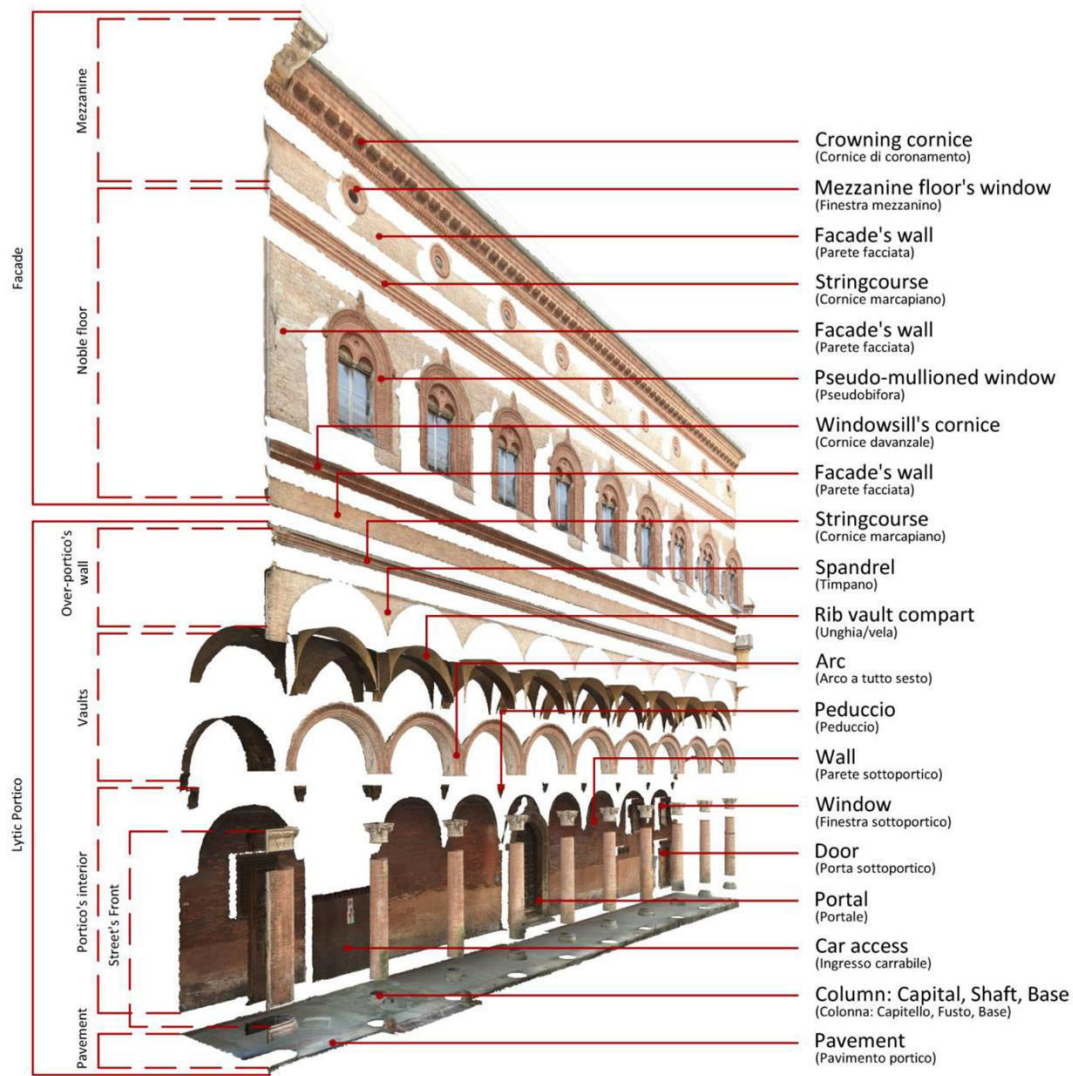 Facade
Mezzanine
Noble floor
Lytic Portico
Over-portico's
wall
Vaults
Portico's interior
Street's Front
Pavement
Crowning cornice
(Cornice di coronamento)
Mezzanine floor's window
(Finestra mezzanino)
Facade's wall
(Parete facciata)
Stringcourse
(Cornice marcapiano)
Facade's wall
(Parete facciata)
Pseudo-mullioned window
(Pseudobifora)
Windowsill's cornice
(Cornice davanzale)
Facade's wall
(Parete facciata)
Stringcourse
(Cornice marcapiano)
Spandrel
(Timpano)
Rib vault compart
(Unghia/vela)
Arc
(Arco a tutto sesto)
Peduccio
(Peduccio)
Wall
(Parete sottoportico)
Window
(Finestra sottoportico)
Door
(Porta sottoportico)
Portal
(Portale)
Car access
(Ingresso carrabile)
Column: Capital, Shaft, Base
(Colonna: Capitello, Fusto, Base)
Pavement
(Pavimento portico)